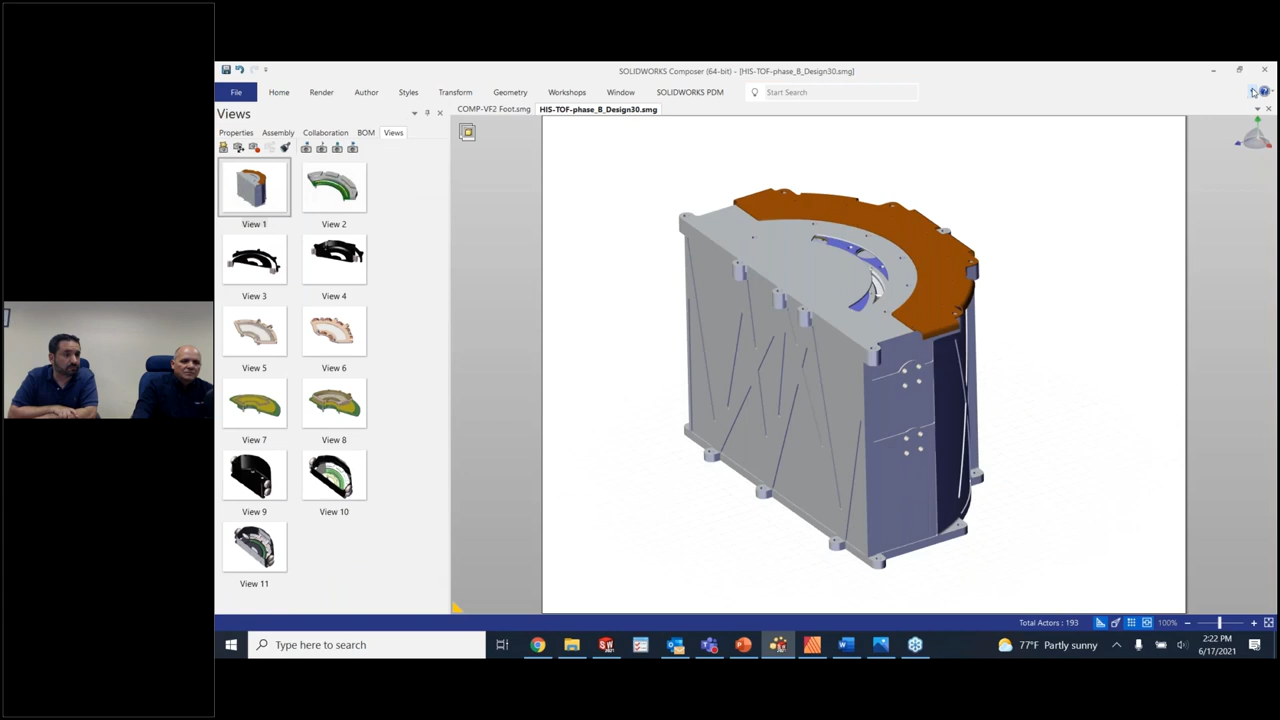 SOLIDWORKS Composer (64-bit) - [HIS-TOF-phase_B_Design30.smg]
File Home Render Author Styles Transform Geometry Workshops Window SOLIDWORKS PDM Start Search
Views
COMP-VF2 Foot.smg HIS-TOF-phase_B_Design30.smg
Properties Assembly Collaboration BOM Views
View 1 View 2
View 3 View 4
View 5 View 6
View 7 View 8
View 9 View 10
View 11
Total Actors : 193 100%
Type here to search
77°F Partly sunny
2:22 PM
6/17/2021